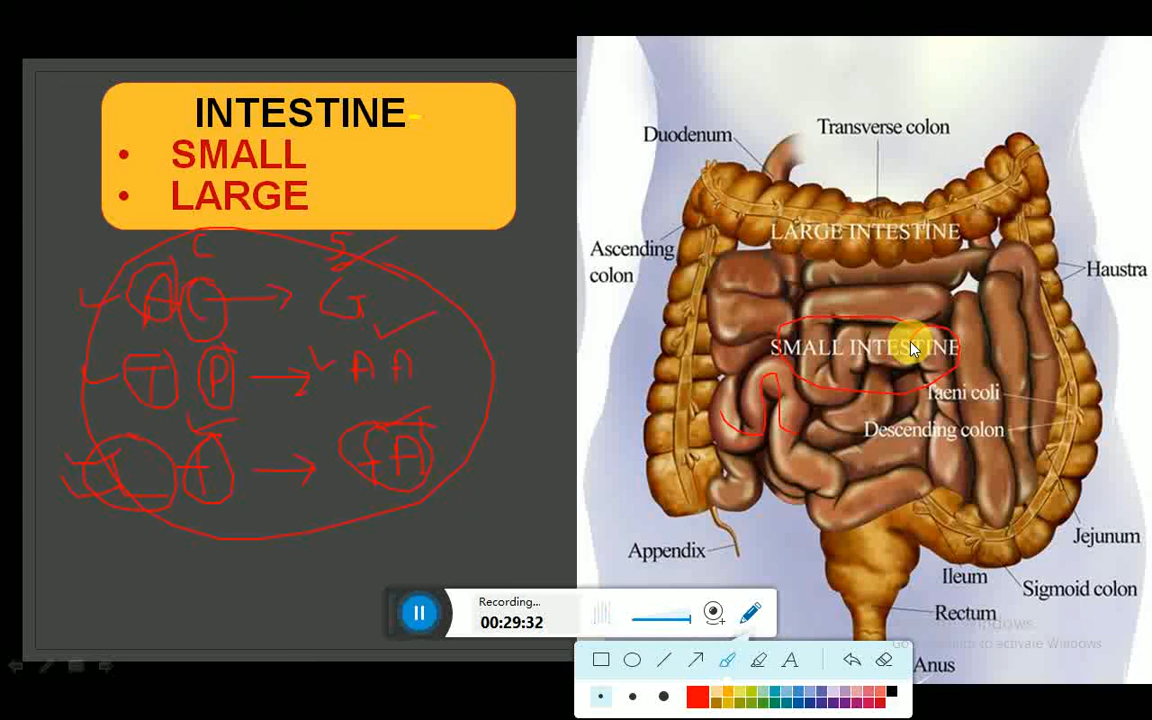 INTESTINE-
• SMALL
• LARGE
C S
A C → G
T P → A A
I F → FA
Duodenum
Transverse colon
LARGE INTESTINE
Ascending
colon
Haustra
SMALL INTESTINE
Taeni coli
Descending colon
Appendix
Jejunum
Ileum
Sigmoid colon
Rectum
Anus
Recording...
00:29:32
A